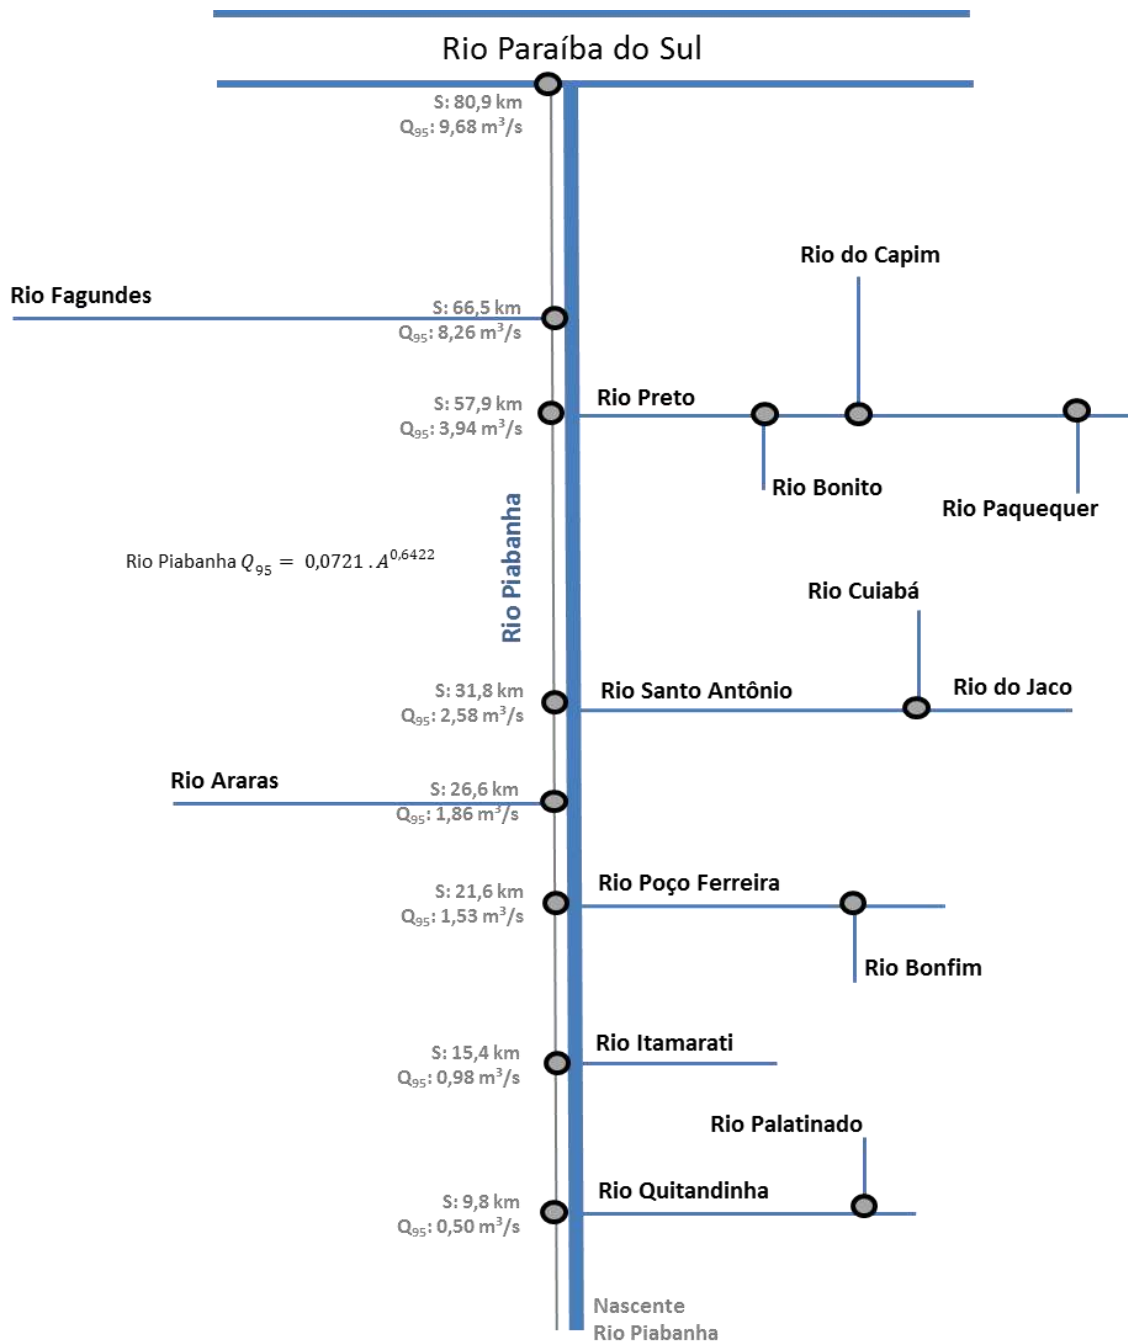 Rio Paraíba do Sul
S: 80,9 km
Q₉₅: 9,68 m³/s
Rio do Capim
Rio Fagundes
S: 66,5 km
Q₉₅: 8,26 m³/s
S: 57,9 km
Q₉₅: 3,94 m³/s
Rio Preto
Rio Bonito
Rio Paquequer
Rio Piabanha
Rio Piabanha Q₉₅ = 0,0721 . A^0,6422
Rio Cuiabá
S: 31,8 km
Q₉₅: 2,58 m³/s
Rio Santo Antônio
Rio do Jaco
Rio Araras
S: 26,6 km
Q₉₅: 1,86 m³/s
S: 21,6 km
Q₉₅: 1,53 m³/s
Rio Poço Ferreira
Rio Bonfim
S: 15,4 km
Q₉₅: 0,98 m³/s
Rio Itamarati
Rio Palatinado
S: 9,8 km
Q₉₅: 0,50 m³/s
Rio Quitandinha
Nascente
Rio Piabanha